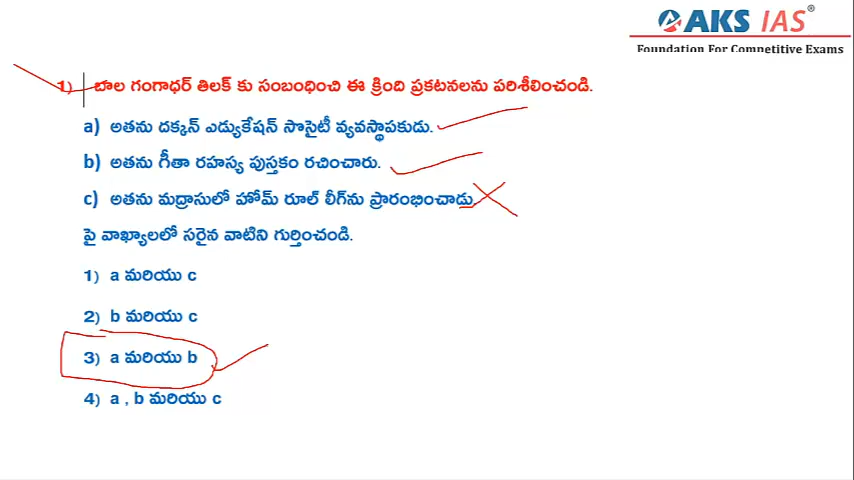 AKS IAS®
Foundation For Competitive Exams
1) బాల గంగాధర్ తిలక్ కు సంబంధించి ఈ క్రింది ప్రకటనలను పరిశీలించండి.
a) అతను దక్కన్ ఎడ్యుకేషన్ సొసైటీ వ్యవస్థాపకుడు.
b) అతను గీతా రహస్య పుస్తకం రచించారు.
c) అతను మద్రాసులో హోమ్ రూల్ లీగ్‌ను ప్రారంభించాడు
పై వాఖ్యాలలో సరైన వాటిని గుర్తించండి.
1) a మరియు c
2) b మరియు c
3) a మరియు b
4) a , b మరియు c